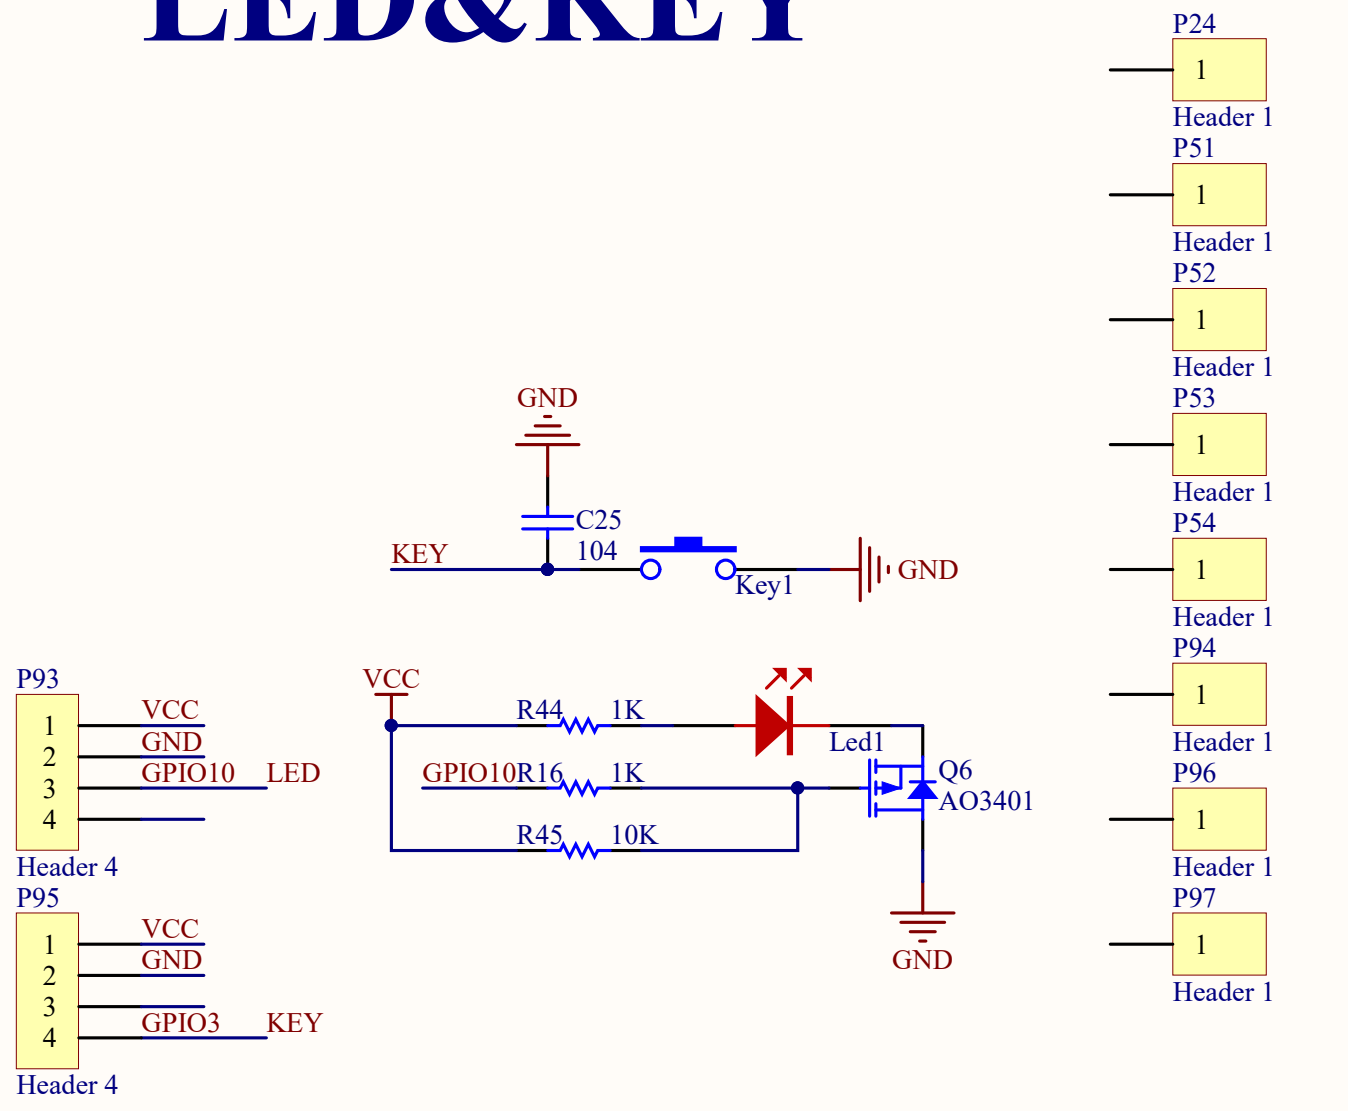 LED&KEY
P24
1
Header 1
P51
1
Header 1
P52
1
Header 1
P53
1
Header 1
P54
1
Header 1
P94
1
Header 1
P96
1
Header 1
P97
1
Header 1
GND
C25
104
KEY
Key1
GND
VCC
R44 1K
Led1
GPIO10 R16 1K
R45 10K
Q6
AO3401
GND
P93
1 VCC
2 GND
3 GPIO10 LED
4
Header 4
P95
1 VCC
2 GND
3
4 GPIO3 KEY
Header 4